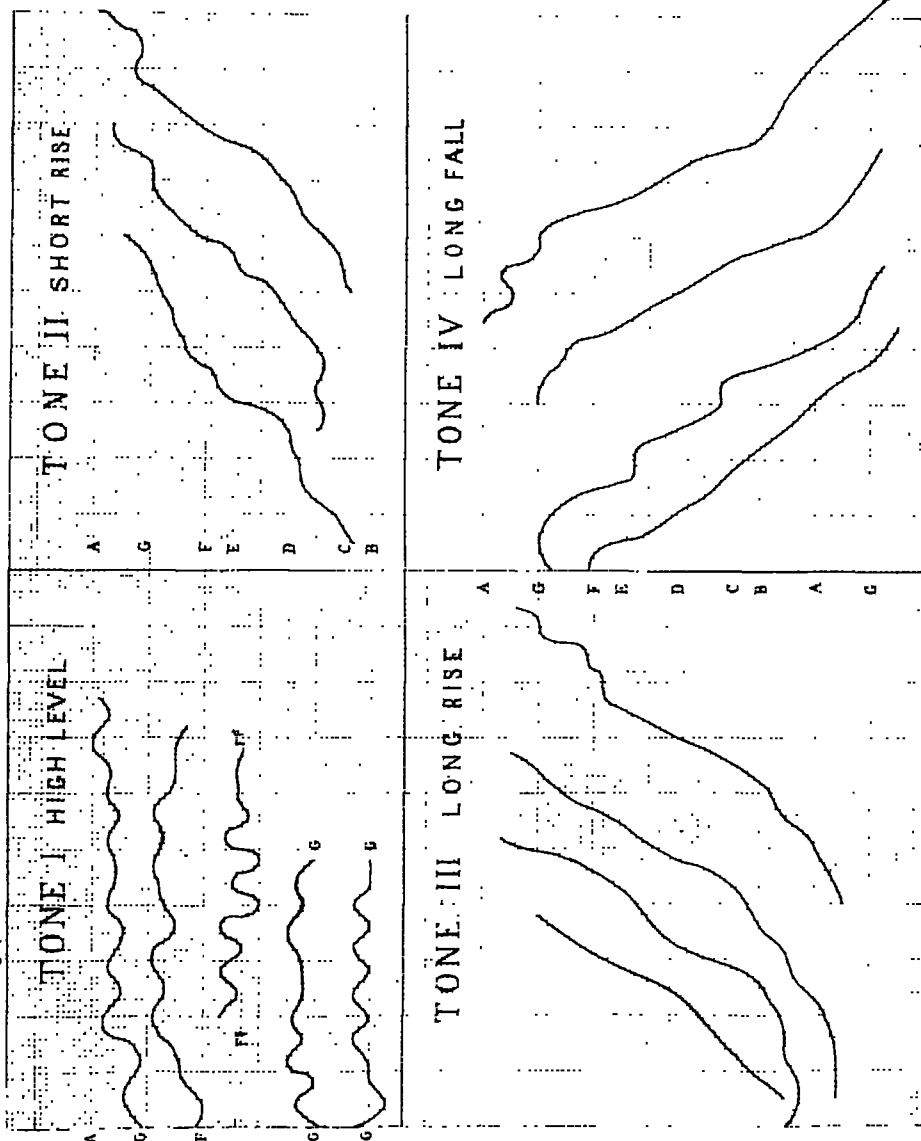 TONE I HIGH LEVEL
A
G
F
F#
F#
G
G
G
G
TONE II SHORT RISE
A
G
F
E
D
C
B
TONE III LONG RISE
TONE IV LONG FALL
A
G
F
E
D
C
B
A
G